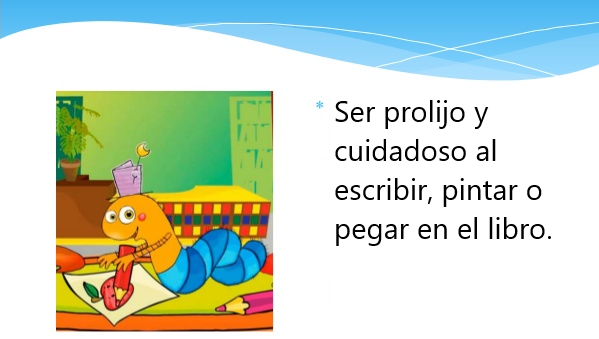 * Ser prolijo y
cuidadoso al
escribir, pintar o
pegar en el libro.